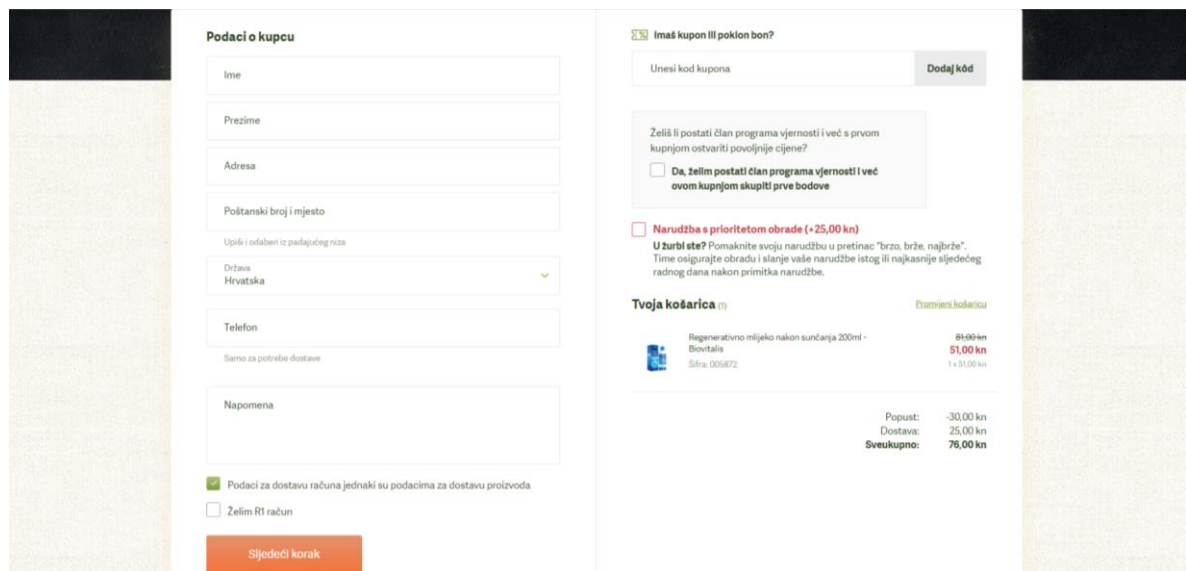 Podaci o kupcu
Ime
Prezime
Adresa
Poštanski broj i mjesto
Upiši i odaberi iz padajućeg niza
Država
Hrvatska
Telefon
Samo za potrebe dostave
Napomena
Podaci za dostavu računa jednaki su podacima za dostavu proizvoda
Želim R1 račun
Sljedeći korak
Imaš kupon ili poklon bon?
Unesi kod kupona
Dodaj kôd
Želiš li postati član programa vjernosti i već s prvom
kupnjom ostvariti povoljnije cijene?
Da, želim postati član programa vjernosti i već
ovom kupnjom skupiti prve bodove
Narudžba s prioritetom obrade (+25,00 kn)
U žurbi ste? Pomaknite svoju narudžbu u pretinac "brzo, brže, najbrže".
Time osigurajte obradu i slanje vaše narudžbe istog ili najkasnije sljedećeg
radnog dana nakon primitka narudžbe.
Tvoja košarica (1)
Promijeni košaricu
Regenerativno mlijeko nakon sunčanja 200ml -
Biovitalis
Šifra: 005872
81,00 kn
51,00 kn
1 x 51,00 kn
Popust: -30,00 kn
Dostava: 25,00 kn
Sveukupno: 76,00 kn